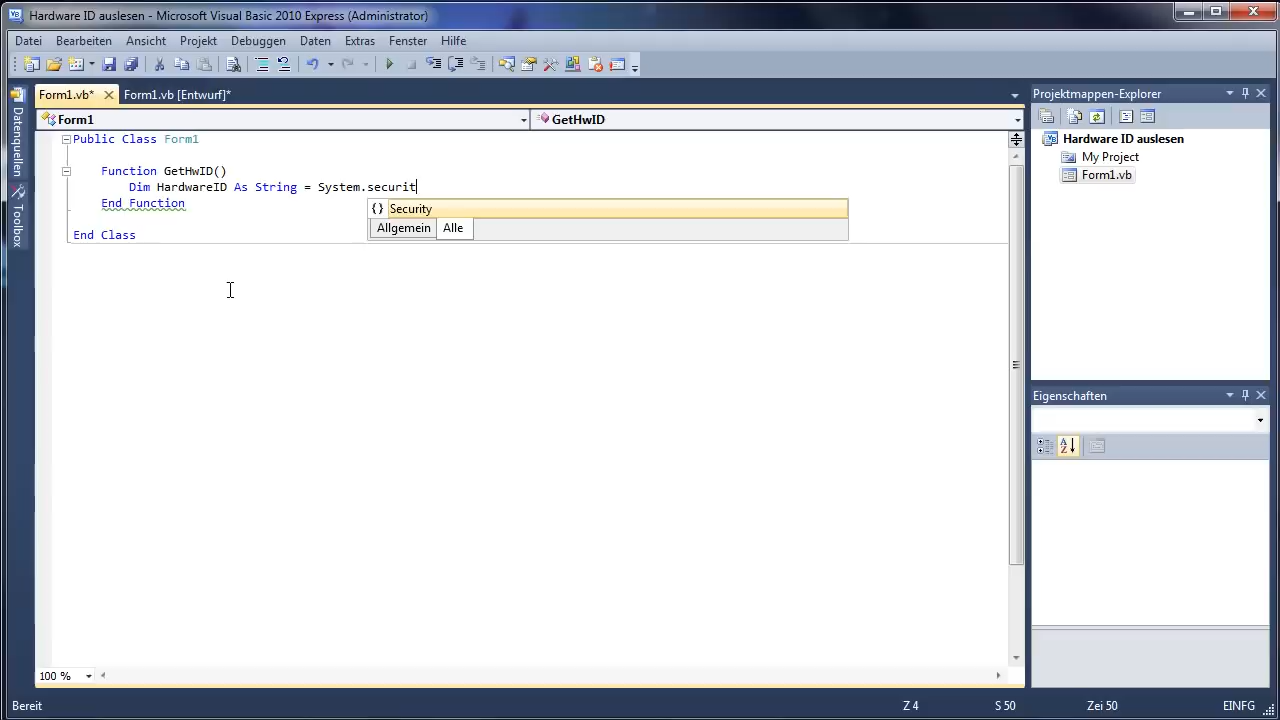 Hardware ID auslesen - Microsoft Visual Basic 2010 Express (Administrator)
Datei Bearbeiten Ansicht Projekt Debuggen Daten Extras Fenster Hilfe
Form1.vb* Form1.vb [Entwurf]*
Form1 GetHwID
Public Class Form1
Function GetHwID()
Dim HardwareID As String = System.securit
End Function
End Class
{} Security
Allgemein Alle
100 %
Datenquellen
Toolbox
Projektmappen-Explorer
Hardware ID auslesen
My Project
Form1.vb
Eigenschaften
Bereit Z 4 S 50 Zei 50 EINFG